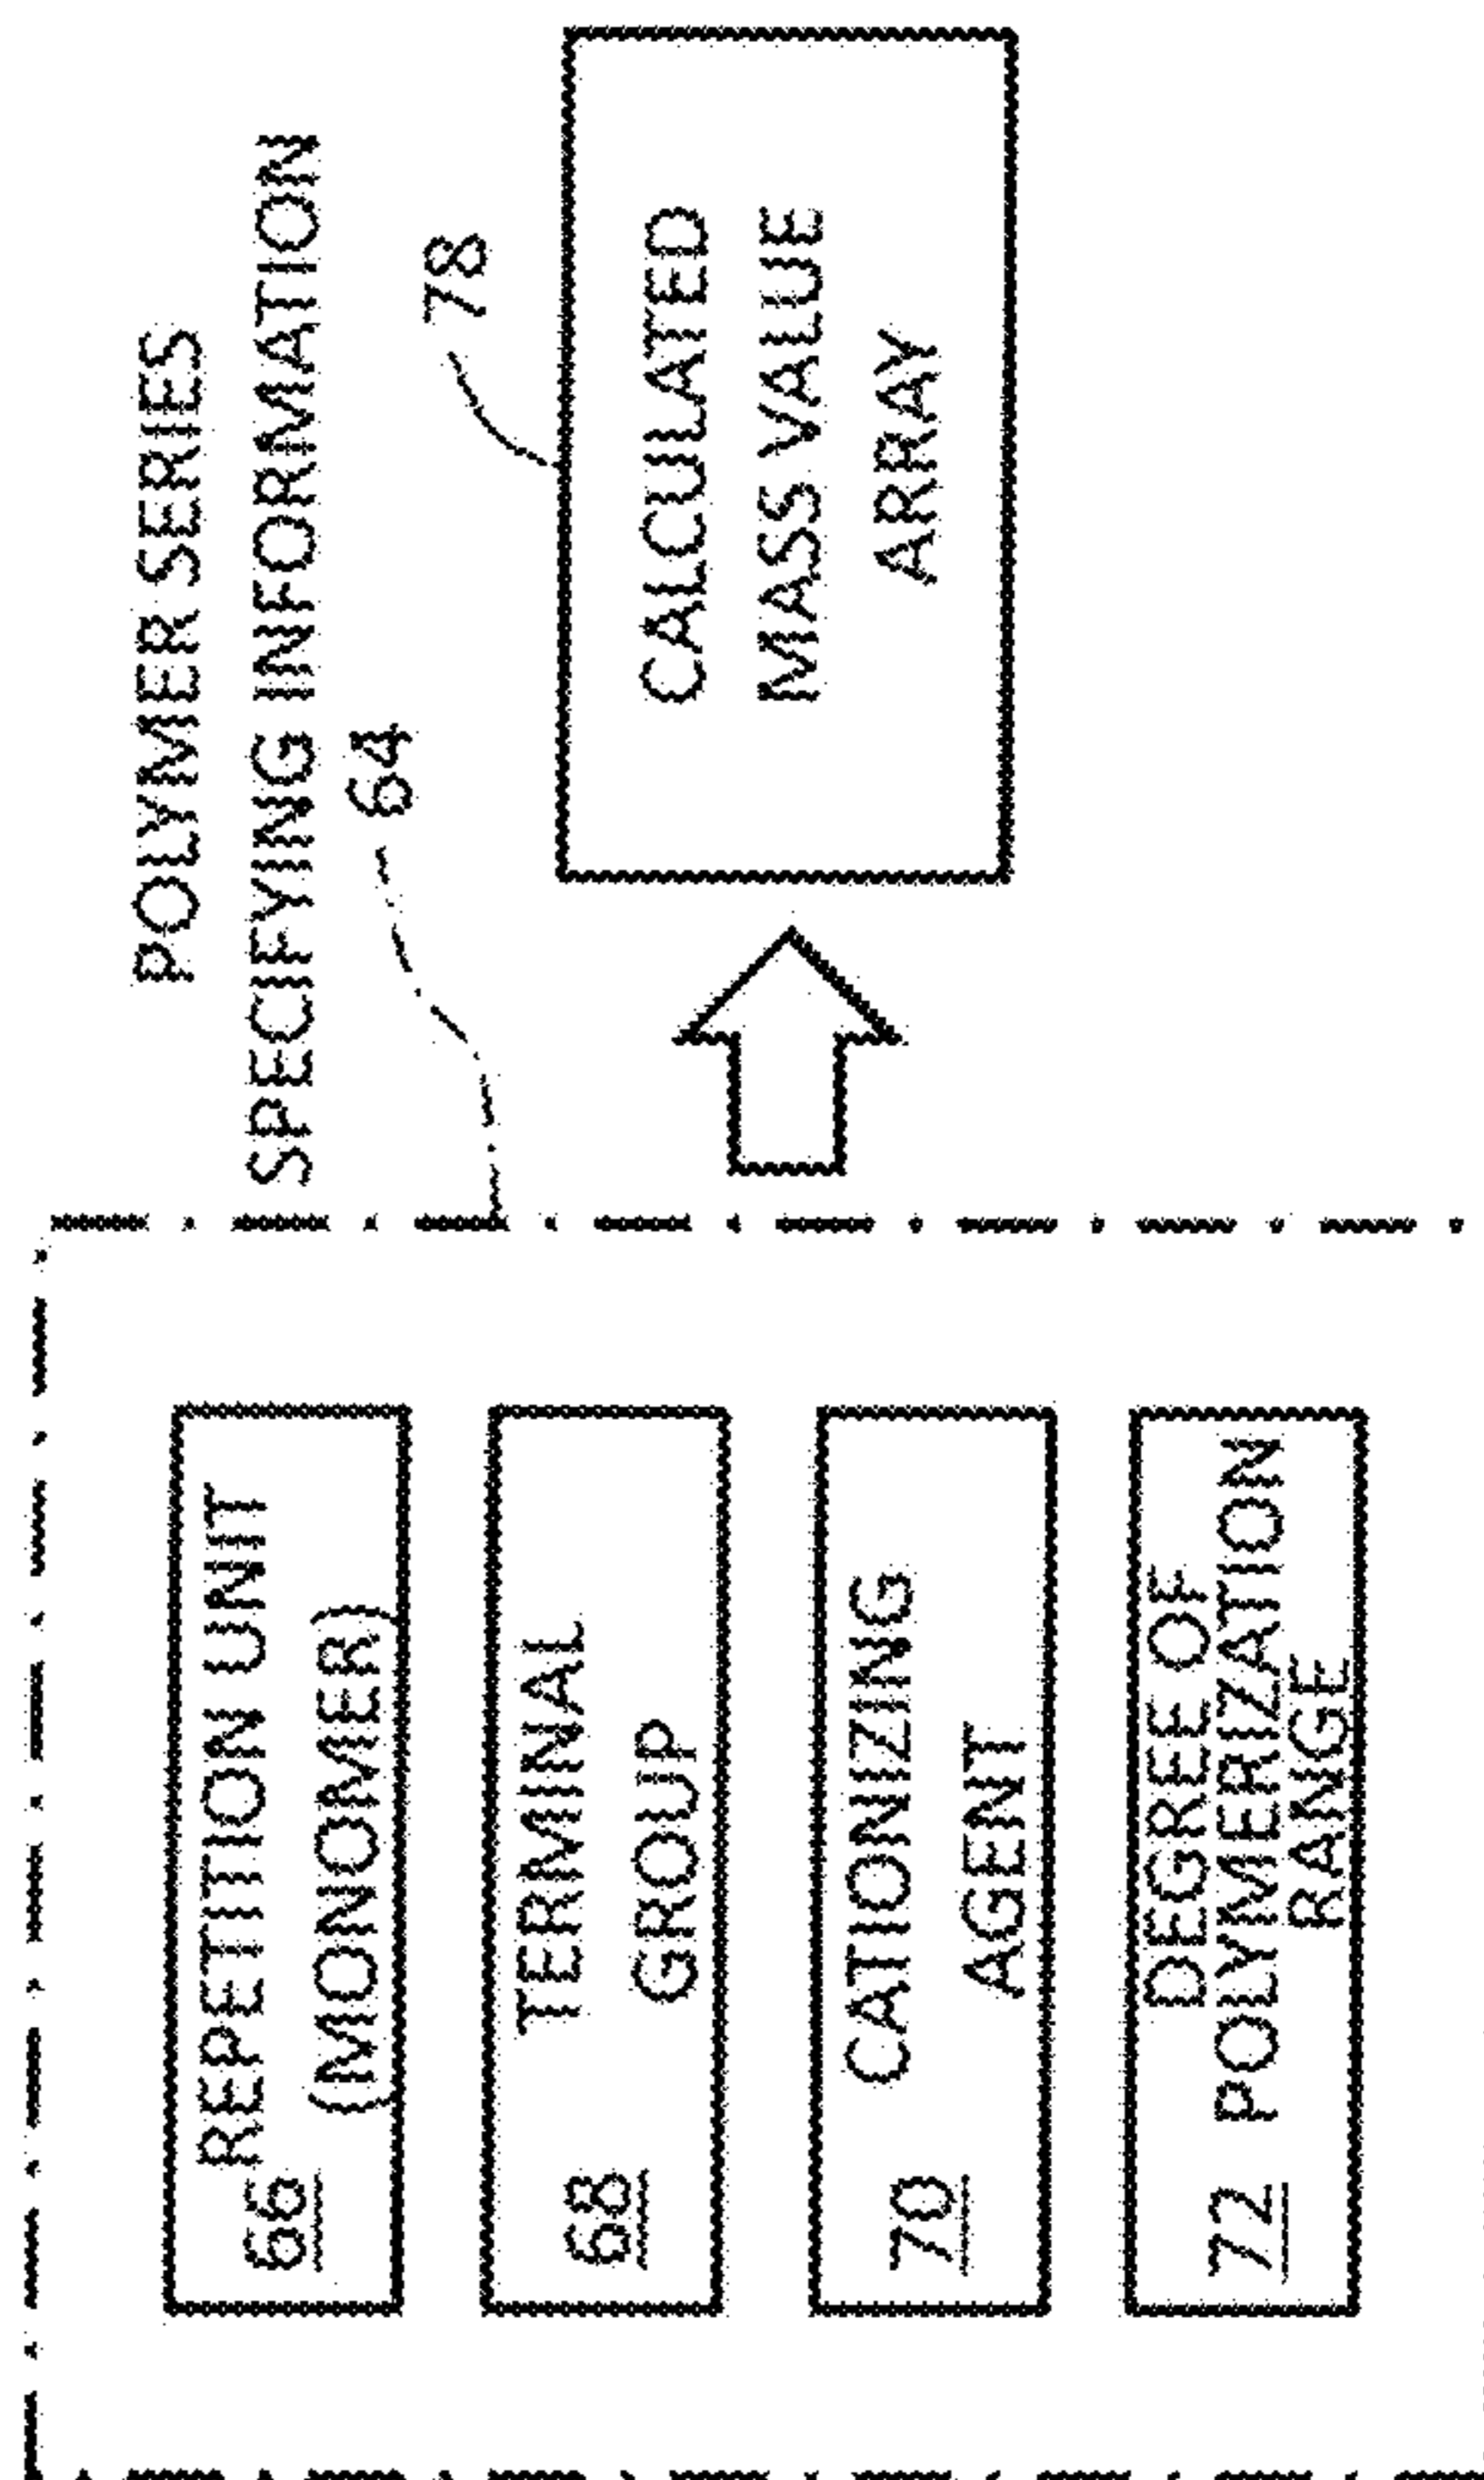 POLYMER SERIES
SPECIFYING INFORMATION
64
66
REPETITION UNIT
(MONOMER)
68
TERMINAL
GROUP
70
CATIONIZING
AGENT
72
DEGREE OF
POLYMERIZATION
RANGE
78
CALCULATED
MASS VALUE
ARRAY